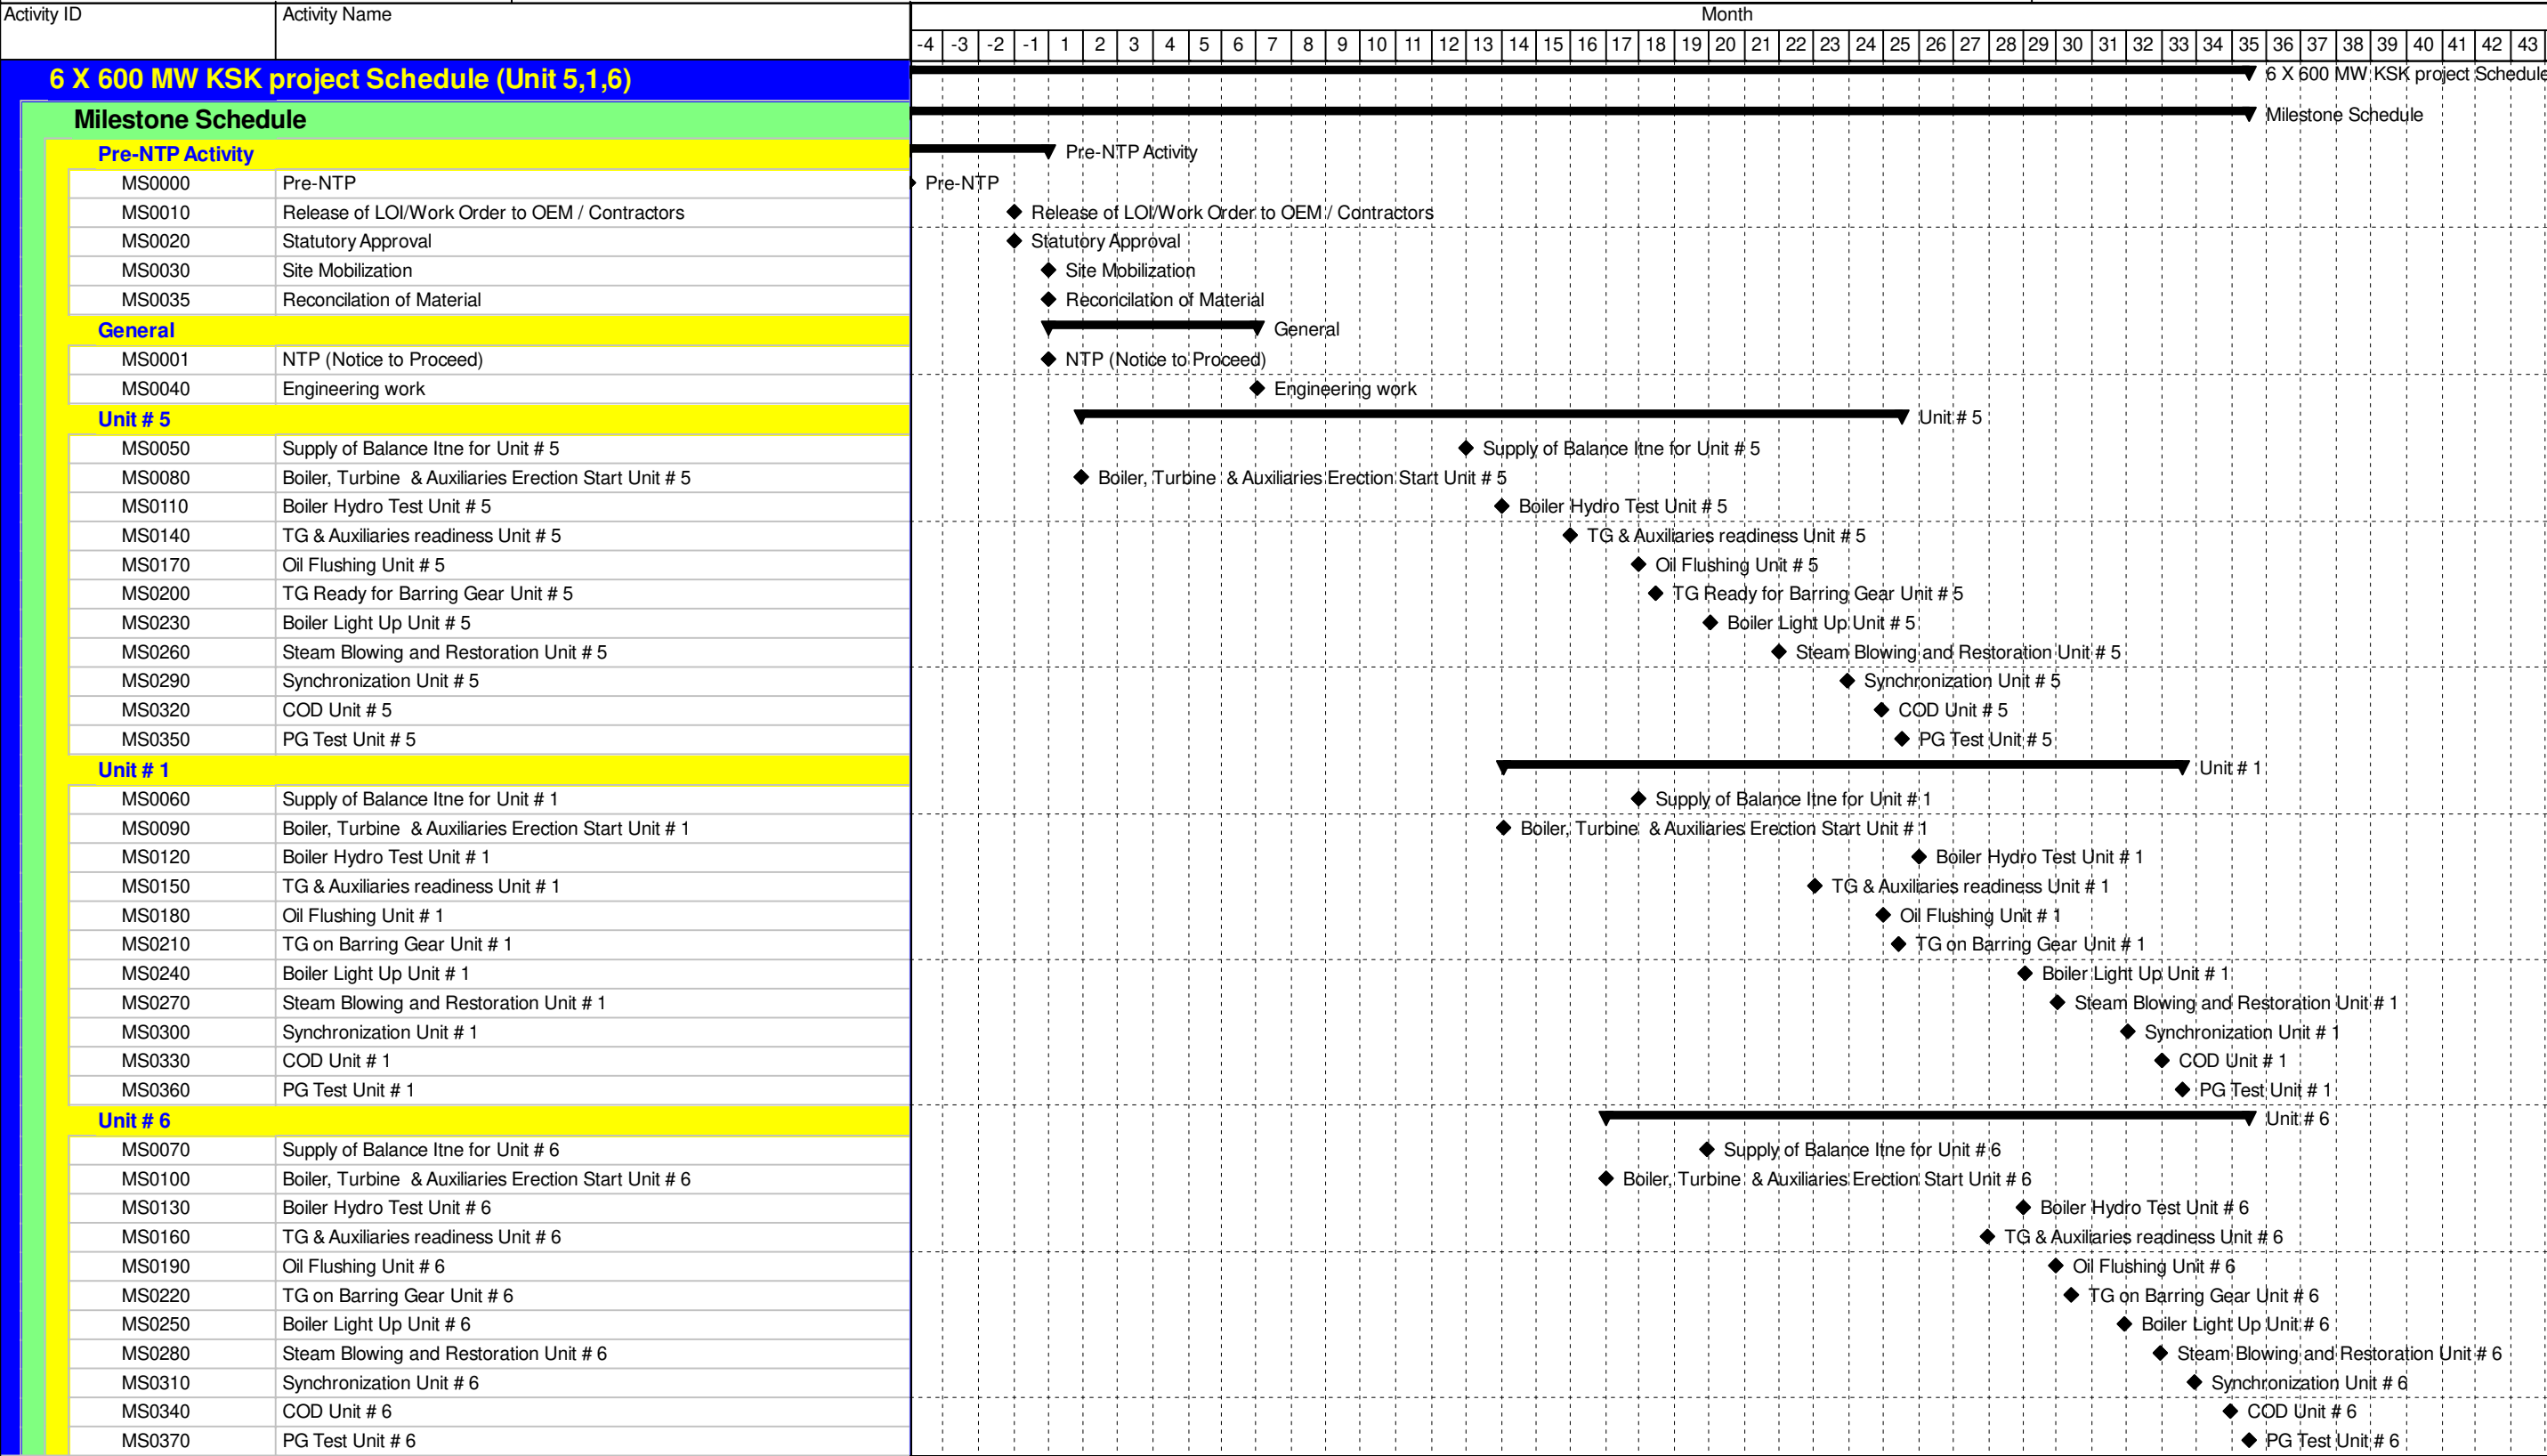 Activity ID Activity Name Month
-4 -3 -2 -1 1 2 3 4 5 6 7 8 9 10 11 12 13 14 15 16 17 18 19 20 21 22 23 24 25 26 27 28 29 30 31 32 33 34 35 36 37 38 39 40 41 42 43
6 X 600 MW KSK project Schedule (Unit 5,1,6) 6 X 600 MW KSK project Schedule
Milestone Schedule Milestone Schedule
Pre-NTP Activity Pre-NTP Activity
MS0000 Pre-NTP Pre-NTP
MS0010 Release of LOI/Work Order to OEM / Contractors Release of LOI/Work Order to OEM / Contractors
MS0020 Statutory Approval Statutory Approval
MS0030 Site Mobilization Site Mobilization
MS0035 Reconcilation of Material Reconcilation of Material
General General
MS0001 NTP (Notice to Proceed) NTP (Notice to Proceed)
MS0040 Engineering work Engineering work
Unit # 5 Unit # 5
MS0050 Supply of Balance Itne for Unit # 5 Supply of Balance Itne for Unit # 5
MS0080 Boiler, Turbine & Auxiliaries Erection Start Unit # 5 Boiler, Turbine & Auxiliaries Erection Start Unit # 5
MS0110 Boiler Hydro Test Unit # 5 Boiler Hydro Test Unit # 5
MS0140 TG & Auxiliaries readiness Unit # 5 TG & Auxiliaries readiness Unit # 5
MS0170 Oil Flushing Unit # 5 Oil Flushing Unit # 5
MS0200 TG Ready for Barring Gear Unit # 5 TG Ready for Barring Gear Unit # 5
MS0230 Boiler Light Up Unit # 5 Boiler Light Up Unit # 5
MS0260 Steam Blowing and Restoration Unit # 5 Steam Blowing and Restoration Unit # 5
MS0290 Synchronization Unit # 5 Synchronization Unit # 5
MS0320 COD Unit # 5 COD Unit # 5
MS0350 PG Test Unit # 5 PG Test Unit # 5
Unit # 1 Unit # 1
MS0060 Supply of Balance Itne for Unit # 1 Supply of Balance Itne for Unit # 1
MS0090 Boiler, Turbine & Auxiliaries Erection Start Unit # 1 Boiler, Turbine & Auxiliaries Erection Start Unit # 1
MS0120 Boiler Hydro Test Unit # 1 Boiler Hydro Test Unit # 1
MS0150 TG & Auxiliaries readiness Unit # 1 TG & Auxiliaries readiness Unit # 1
MS0180 Oil Flushing Unit # 1 Oil Flushing Unit # 1
MS0210 TG on Barring Gear Unit # 1 TG on Barring Gear Unit # 1
MS0240 Boiler Light Up Unit # 1 Boiler Light Up Unit # 1
MS0270 Steam Blowing and Restoration Unit # 1 Steam Blowing and Restoration Unit # 1
MS0300 Synchronization Unit # 1 Synchronization Unit # 1
MS0330 COD Unit # 1 COD Unit # 1
MS0360 PG Test Unit # 1 PG Test Unit # 1
Unit # 6 Unit # 6
MS0070 Supply of Balance Itne for Unit # 6 Supply of Balance Itne for Unit # 6
MS0100 Boiler, Turbine & Auxiliaries Erection Start Unit # 6 Boiler, Turbine & Auxiliaries Erection Start Unit # 6
MS0130 Boiler Hydro Test Unit # 6 Boiler Hydro Test Unit # 6
MS0160 TG & Auxiliaries readiness Unit # 6 TG & Auxiliaries readiness Unit # 6
MS0190 Oil Flushing Unit # 6 Oil Flushing Unit # 6
MS0220 TG on Barring Gear Unit # 6 TG on Barring Gear Unit # 6
MS0250 Boiler Light Up Unit # 6 Boiler Light Up Unit # 6
MS0280 Steam Blowing and Restoration Unit # 6 Steam Blowing and Restoration Unit # 6
MS0310 Synchronization Unit # 6 Synchronization Unit # 6
MS0340 COD Unit # 6 COD Unit # 6
MS0370 PG Test Unit # 6 PG Test Unit # 6